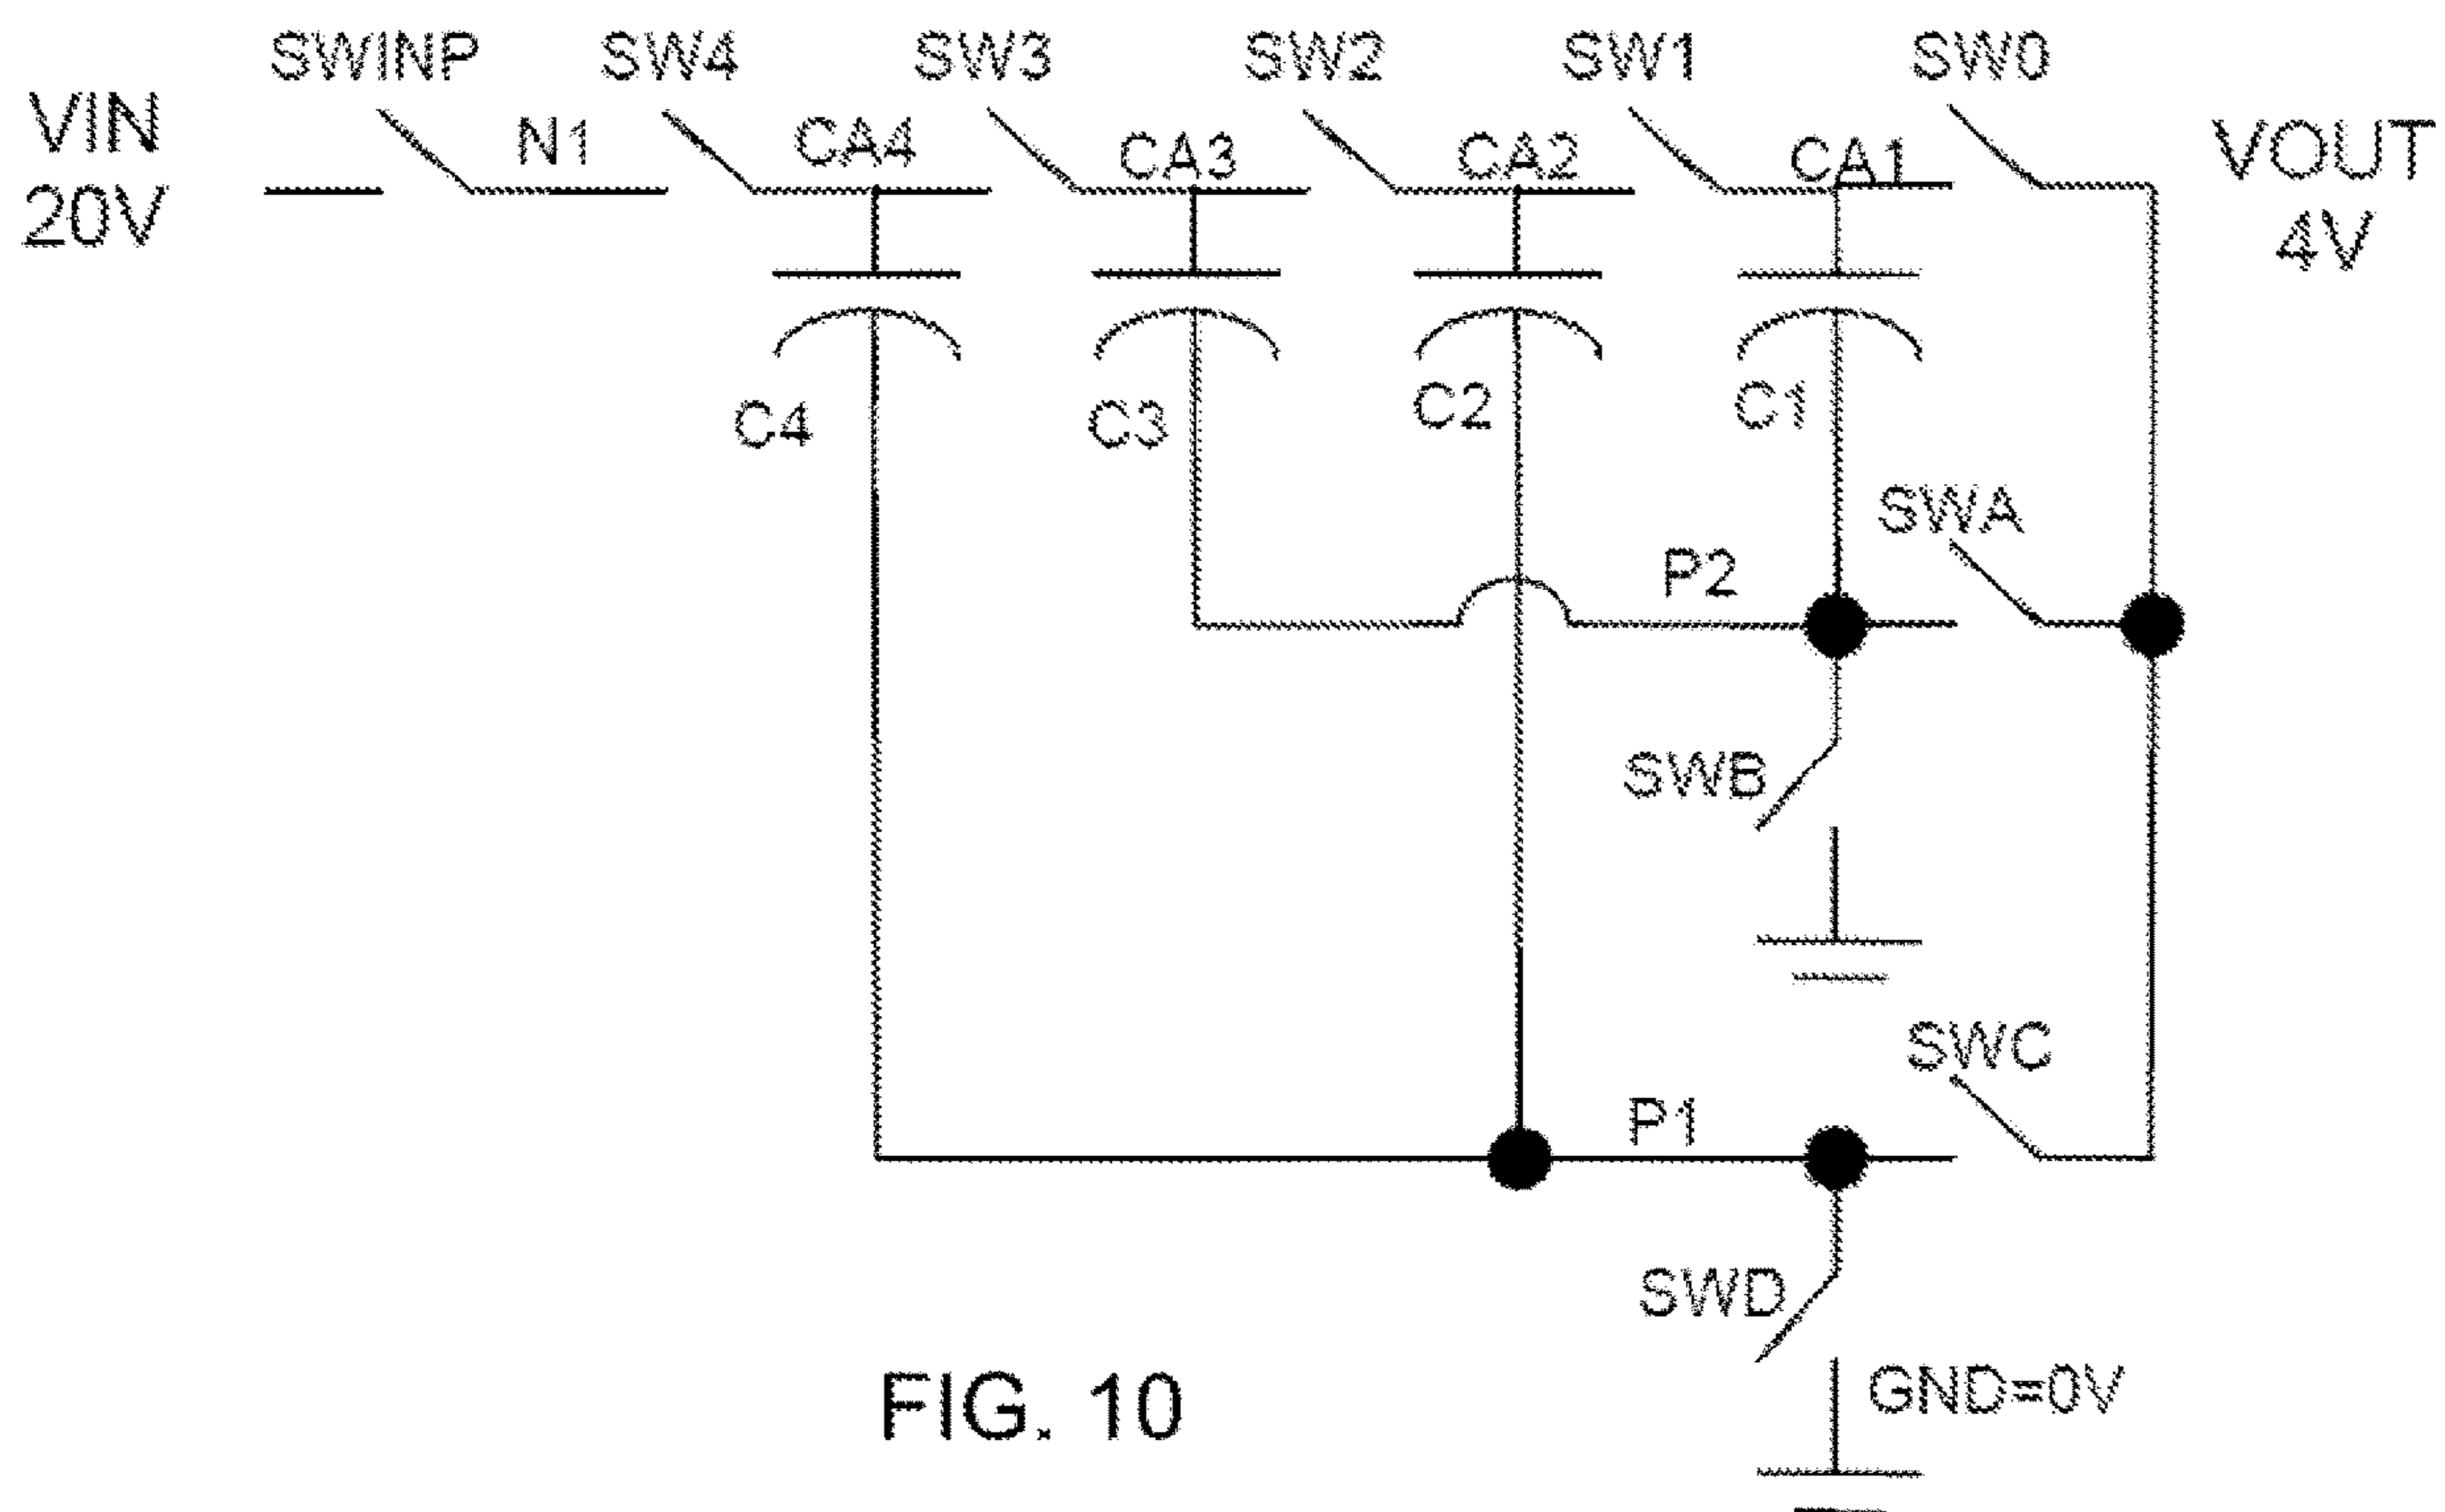 SWINP SW4 SW3 SW2 SW1 SW0
VIN N1 CA4 CA3 CA2 CA1 VOUT
20V 4V
C4 C3 C2 C1
SWA
P2
SWB
SWC
P1
SWD
GND=0V
FIG. 10